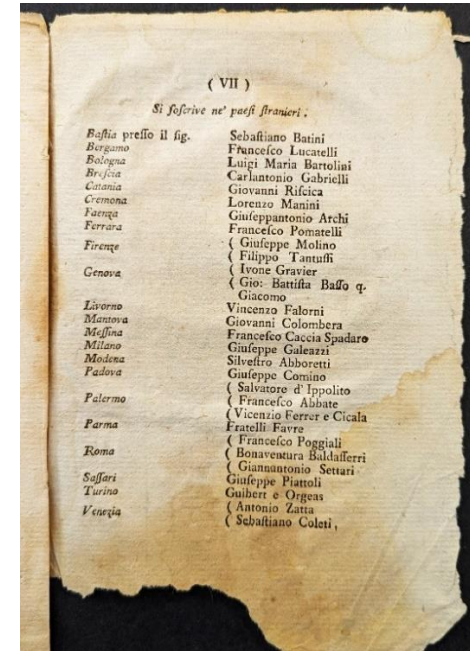 ( VII )
Si soscrive ne' paesi stranieri.
Bastia presso il sig. Sebastiano Batini
Bergamo Francesco Lucatelli
Bologna Luigi Maria Bartolini
Brescia Carlantonio Gabrielli
Catania Giovanni Riscica
Cremona Lorenzo Manini
Faenza Giuseppantonio Archi
Ferrara Francesco Pomatelli
Firenze ( Giuseppe Molino
( Filippo Tantussi
Genova ( Ivone Gravier
( Gio: Battista Basso q.
Giacomo
Livorno Vincenzo Falorni
Mantova Giovanni Colombera
Messina Francesco Caccia Spadaro
Milano Giuseppe Galeazzi
Modena Silvestro Abboretti
Padova Giuseppe Comino
( Salvatore d'Ippolito
Palermo ( Francesco Abbate
( Vicenzio Ferrer e Cicala
Parma Fratelli Favre
( Francesco Poggiali
Roma ( Bonaventura Baldasserri
( Giannantonio Settari
Sassari Giuseppe Piattoli
Turino Guibert e Orgeas
Venezia ( Antonio Zatta
( Sebastiano Coleti,